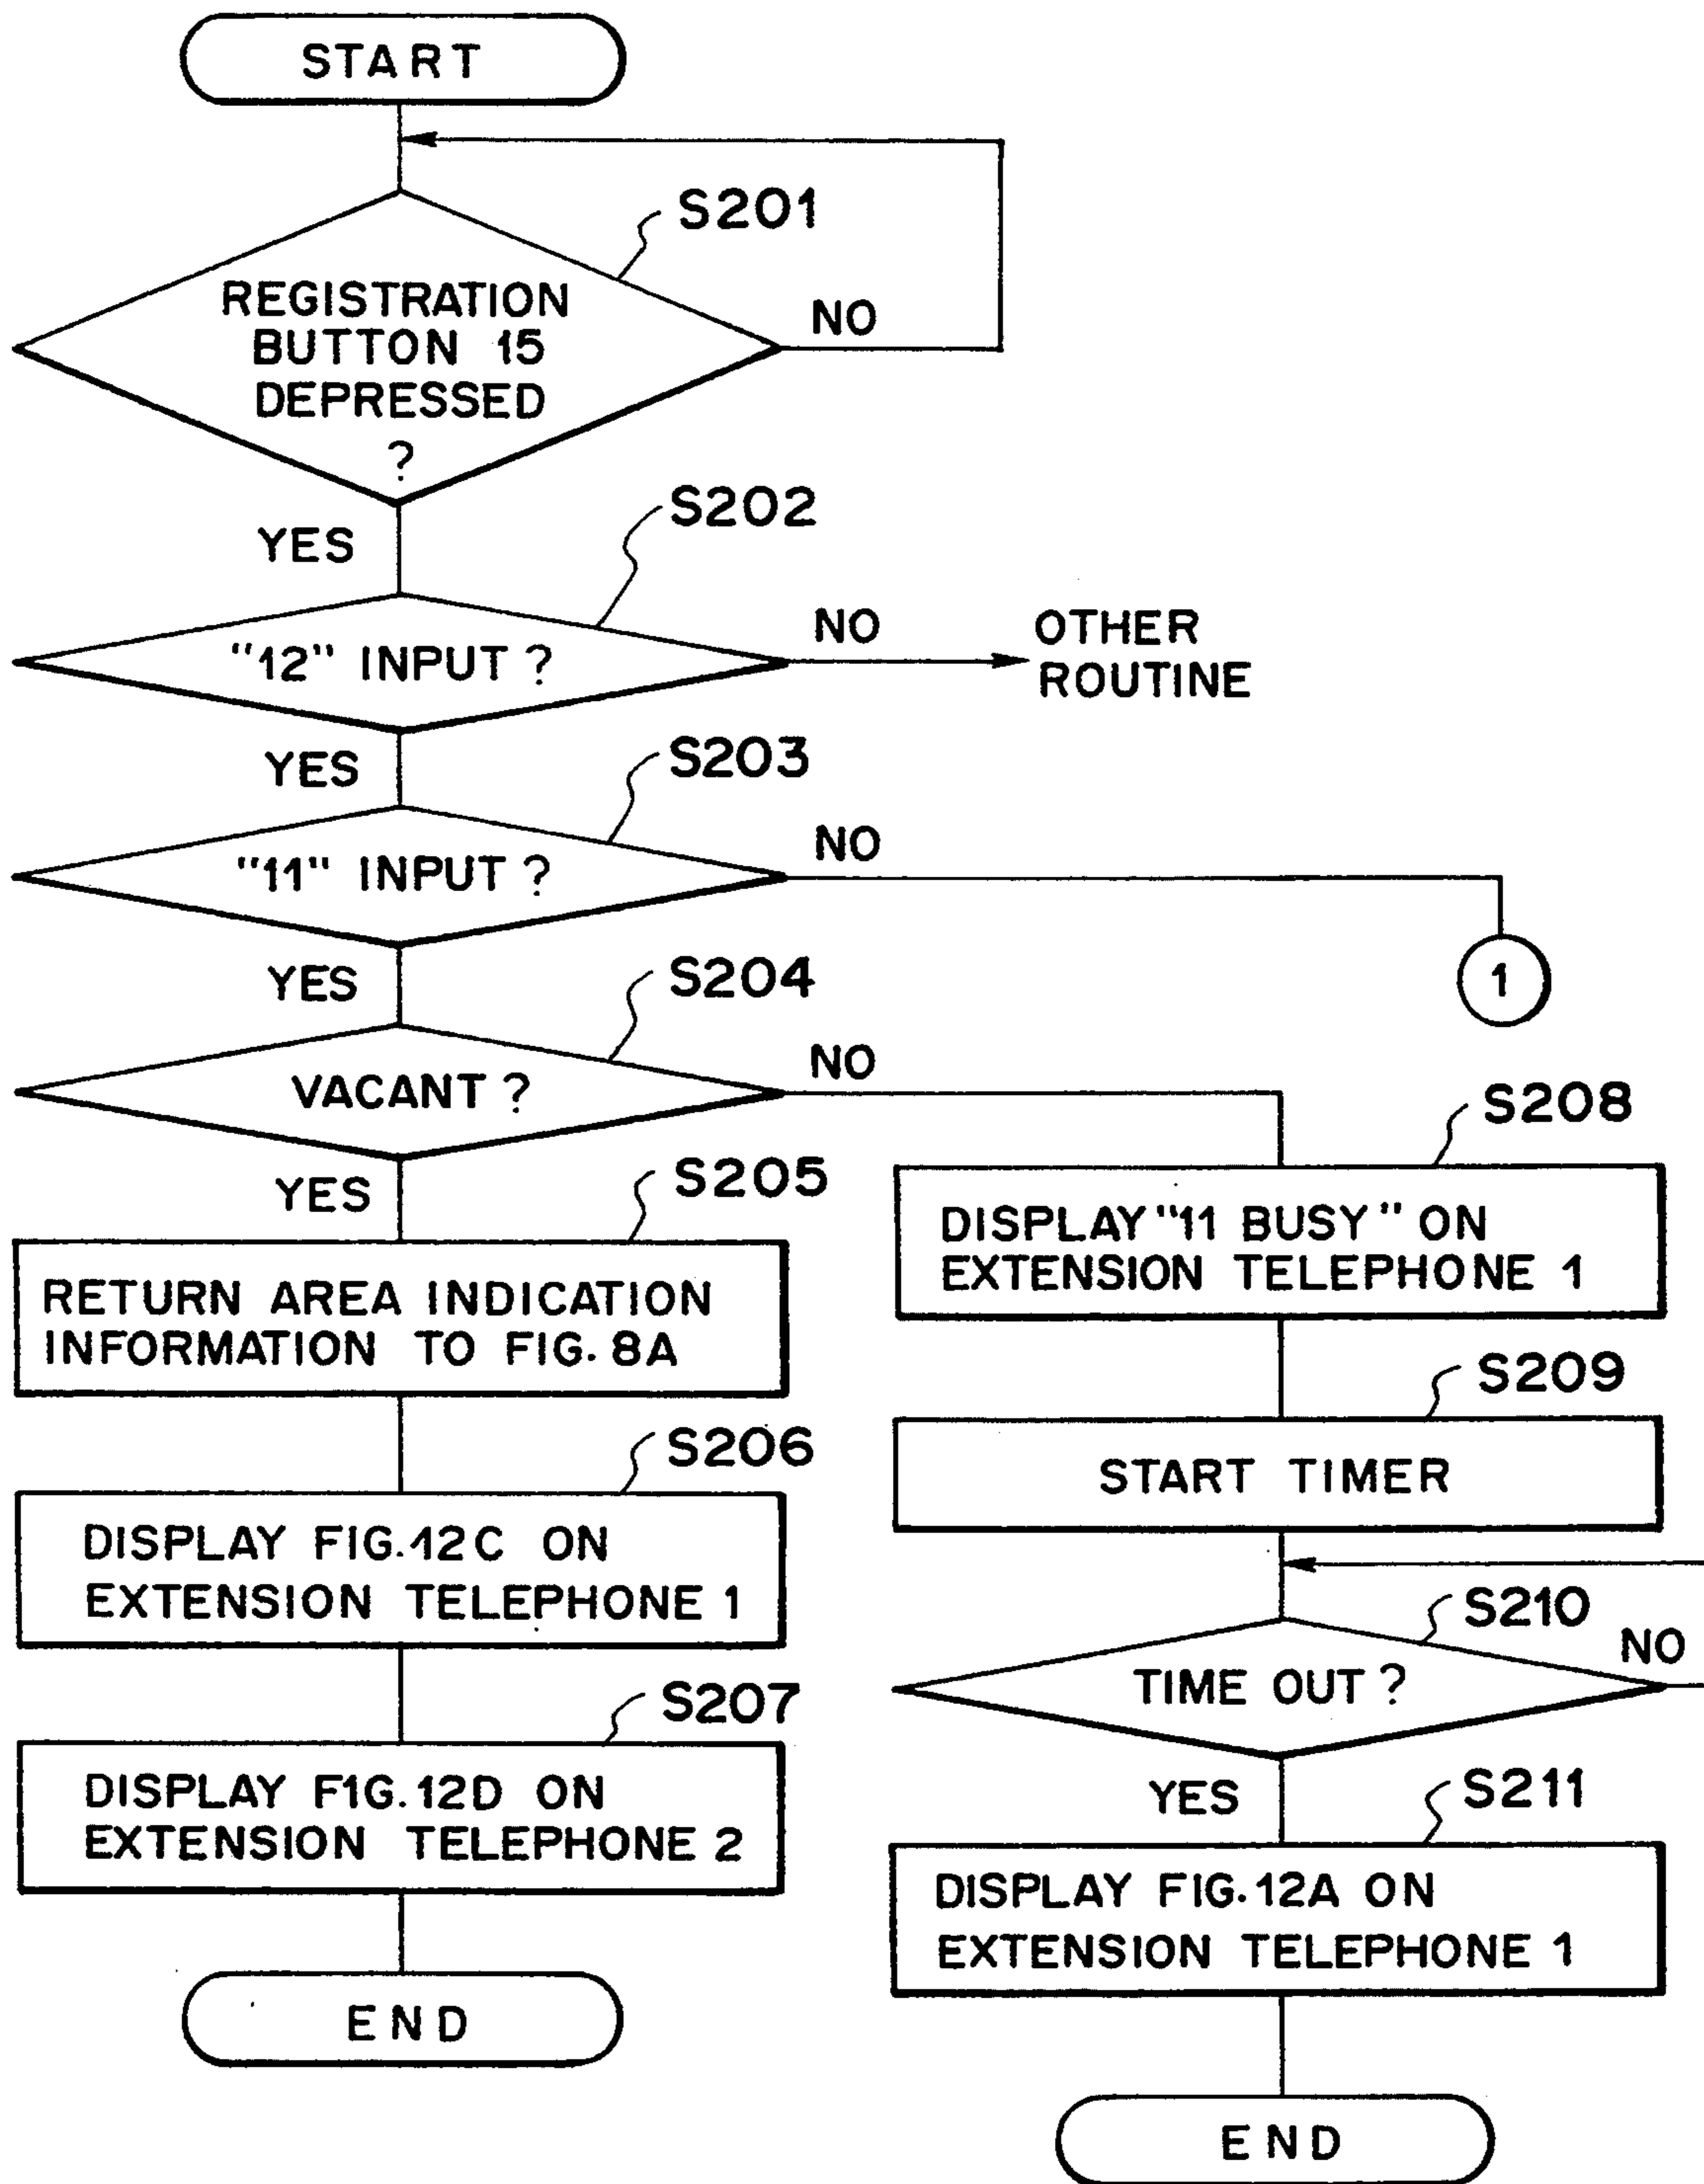 START
S201
REGISTRATION
BUTTON 15
DEPRESSED
?
NO
YES
S202
"12" INPUT ?
NO
OTHER
ROUTINE
YES
S203
"11" INPUT ?
NO
1
YES
S204
VACANT ?
NO
YES
S205
RETURN AREA INDICATION
INFORMATION TO FIG. 8A
S206
DISPLAY FIG. 12C ON
EXTENSION TELEPHONE 1
S207
DISPLAY FIG. 12D ON
EXTENSION TELEPHONE 2
END
S208
DISPLAY "11 BUSY" ON
EXTENSION TELEPHONE 1
S209
START TIMER
S210
TIME OUT ?
NO
YES
S211
DISPLAY FIG. 12A ON
EXTENSION TELEPHONE 1
END